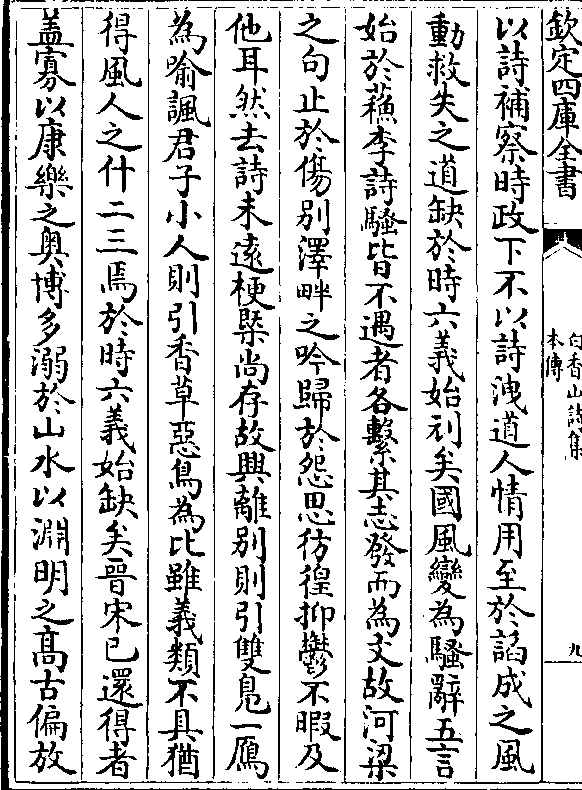 欽定四庫全書
白香山詩集
本傳
九
以詩補察時政下不以詩洩道人情用至於諂成之風
動救失之道缺於時六義始刓矣國風變為騷辭五言
始於蘇李詩騷皆不遇者各繫其志發而為文故河梁
之句止於傷别澤畔之吟歸於怨思彷徨抑鬱不暇及
他耳然去詩未遠梗槩尚存故興離别則引雙鳧一鴈
為喻諷君子小人則引香草惡鳥為比雖義類不具猶
得風人之什二三焉於時六義始缺矣晉宋已還得者
蓋寡以康樂之奥博多溺於山水以淵明之髙古偏放